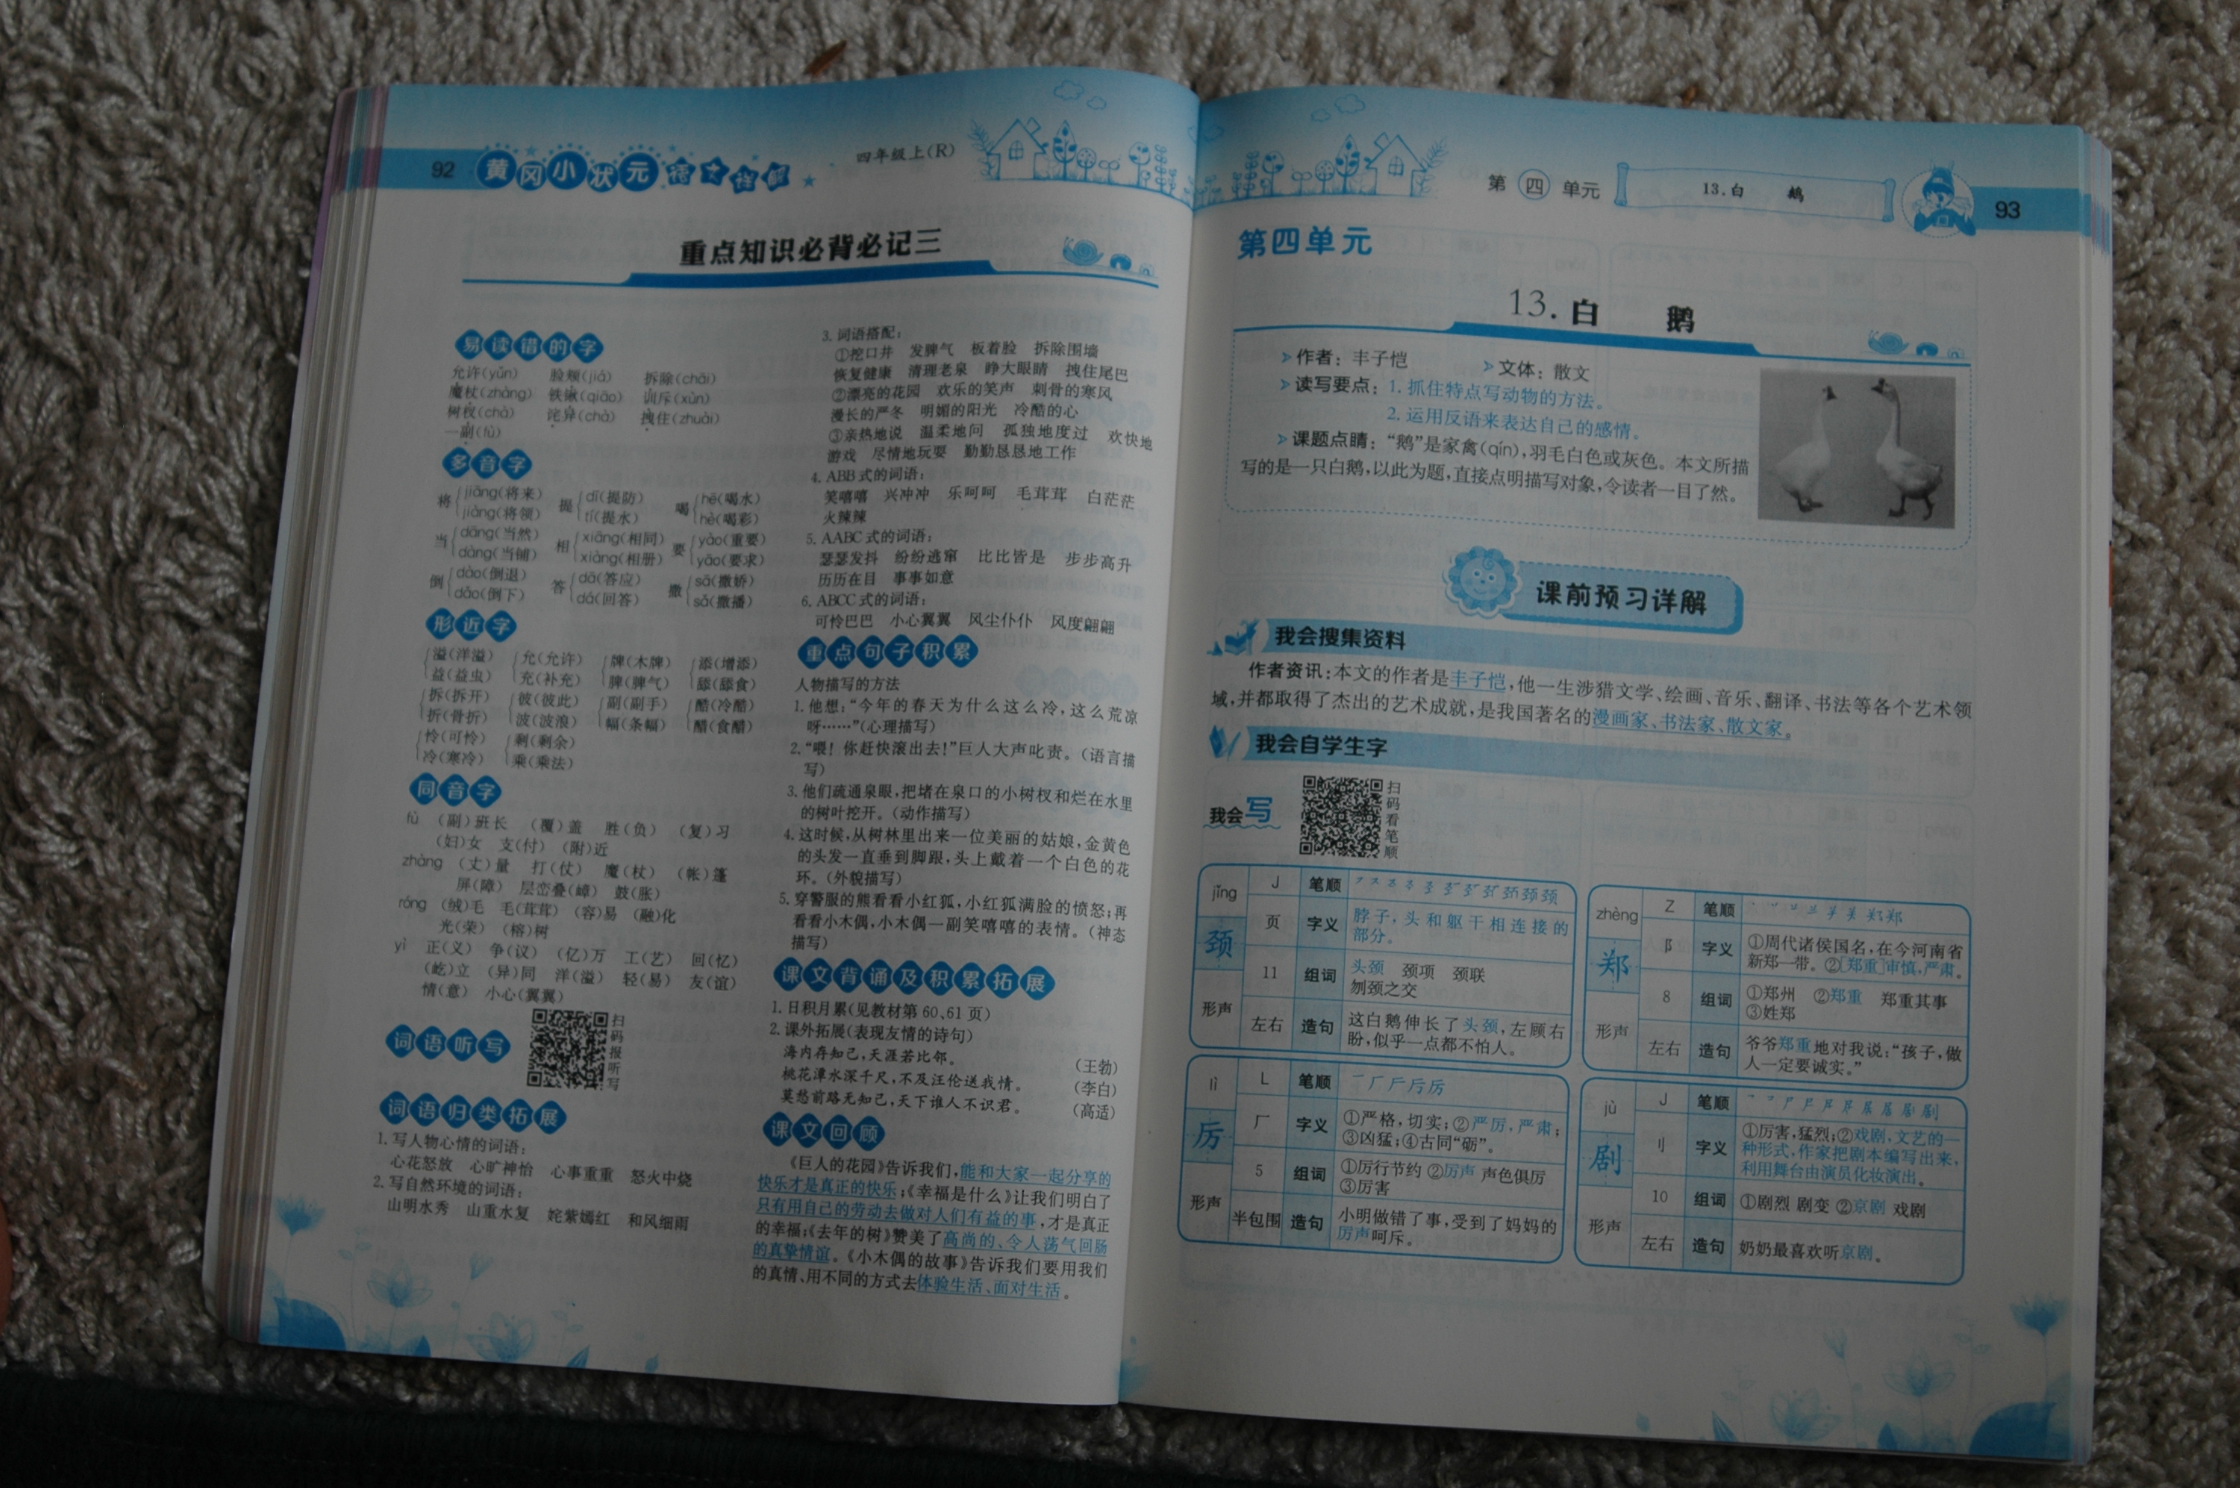 92 黄冈小状元 四年级上(R)
重点知识必背必记三
易读错的字
允许(yǔn) 脸颊(jiá) 拆除(chāi)
魔杖(zhàng) 铁锹(qiāo) 训斥(xùn)
树杈(chà) 诧异(chà) 拽住(zhuài)
一副(fù)
多音字
将{jiāng(将来) jiàng(将领) 提{dī(提防) tí(提水) 喝{hē(喝水) hè(喝彩)
当{dāng(当然) dàng(当铺) 相{xiāng(相同) xiàng(相册) 要{yào(重要) yāo(要求)
倒{dào(倒退) dǎo(倒下) 答{dā(答应) dá(回答) 撒{sā(撒娇) sǎ(撒播)
形近字
{溢(洋溢) {允(允许) {牌(木牌) {添(增添)
益(益虫) 充(补充) 脾(脾气) 舔(舔食)
{拆(拆开) {彼(彼此) {副(副手) {酷(冷酷)
折(骨折) 波(波浪) 幅(条幅) 醋(食醋)
{怜(可怜) {剩(剩余)
冷(寒冷) 乘(乘法)
同音字
fù (副)班长 (覆)盖 胜(负) (复)习
(妇)女 支(付) (附)近
zhàng (丈)量 打(仗) 魔(杖) (帐)篷
屏(障) 层峦叠(嶂) 鼓(胀)
róng (绒)毛 毛(茸茸) (容)易 (融)化
光(荣) (榕)树
yì 正(义) 争(议) (亿)万 工(艺) 回(忆)
(屹)立 (异)同 洋(溢) 轻(易) 友(谊)
情(意) 小心(翼翼)
词语听写
扫码报听写
词语归类拓展
1. 写人物心情的词语:
心花怒放 心旷神怡 心事重重 怒火中烧
2. 写自然环境的词语:
山明水秀 山重水复 姹紫嫣红 和风细雨
3. 词语搭配:
①挖口井 发脾气 板着脸 拆除围墙
恢复健康 清理老泉 睁大眼睛 拽住尾巴
②漂亮的花园 欢乐的笑声 刺骨的寒风
漫长的严冬 明媚的阳光 冷酷的心
③亲热地说 温柔地问 孤独地度过 欢快地
游戏 尽情地玩耍 勤勤恳恳地工作
4. ABB式的词语:
笑嘻嘻 兴冲冲 乐呵呵 毛茸茸 白茫茫
火辣辣
5. AABC式的词语:
瑟瑟发抖 纷纷逃窜 比比皆是 步步高升
历历在目 事事如意
6. ABCC式的词语:
可怜巴巴 小心翼翼 风尘仆仆 风度翩翩
重点句子积累
人物描写的方法
1. 他想:“今年的春天为什么这么冷,这么荒凉
呀……”(心理描写)
2. “喂!你赶快滚出去!”巨人大声叱责。(语言描
写)
3. 他们疏通泉眼,把堵在泉口的小树杈和烂在水里
的树叶挖开。(动作描写)
4. 这时候,从树林里出来一位美丽的姑娘,金黄色
的头发一直垂到脚跟,头上戴着一个白色的花
环。(外貌描写)
5. 穿警服的熊看看小红狐,小红狐满脸的愤怒;再
看看小木偶,小木偶一副笑嘻嘻的表情。(神态
描写)
课文背诵及积累拓展
1. 日积月累(见教材第60、61页)
2. 课外拓展(表现友情的诗句)
海内存知己,天涯若比邻。 (王勃)
桃花潭水深千尺,不及汪伦送我情。 (李白)
莫愁前路无知己,天下谁人不识君。 (高适)
课文回顾
《巨人的花园》告诉我们,能和大家一起分享的
快乐才是真正的快乐;《幸福是什么》让我们明白了
只有用自己的劳动去做对人们有益的事,才是真正
的幸福;《去年的树》赞美了高尚的、令人荡气回肠
的真挚情谊。《小木偶的故事》告诉我们要用我们
的真情、用不同的方式去体验生活、面对生活。
第四单元 13.白 鹅 93
第四单元
13.白 鹅
作者:丰子恺 文体:散文
读写要点:1. 抓住特点写动物的方法。
2. 运用反语来表达自己的感情。
课题点睛:“鹅”是家禽(qín),羽毛白色或灰色。本文所描
写的是一只白鹅,以此为题,直接点明描写对象,令读者一目了然。
课前预习详解
我会搜集资料
作者资讯:本文的作者是丰子恺,他一生涉猎文学、绘画、音乐、翻译、书法等各个艺术领
域,并都取得了杰出的艺术成就,是我国著名的漫画家、书法家、散文家。
我会自学生字
我会写
扫码看笔顺
jǐng J 笔顺
颈 页 字义 脖子,头和躯干相连接的
部分。
11 组词 头颈 颈项 颈联
刎颈之交
形声 左右 造句 这白鹅伸长了头颈,左顾右
盼,似乎一点都不怕人。
zhèng Z 笔顺
郑 阝 字义 ①周代诸侯国名,在今河南省
新郑一带。②[郑重]审慎,严肃。
8 组词 ①郑州 ②郑重 郑重其事
③姓郑
形声 左右 造句 爷爷郑重地对我说:“孩子,做
人一定要诚实。”
lì L 笔顺
厉 厂 字义 ①严格,切实;②严厉,严肃;
③凶猛;④古同“砺”。
5 组词 ①厉行节约 ②厉声 声色俱厉
③厉害
形声 半包围 造句 小明做错了事,受到了妈妈的
厉声呵斥。
jù J 笔顺
剧 刂 字义 ①厉害,猛烈;②戏剧,文艺的一
种形式,作家把剧本编写出来,
利用舞台由演员化妆演出。
10 组词 ①剧烈 剧变 ②京剧 戏剧
形声 左右 造句 奶奶最喜欢听京剧。